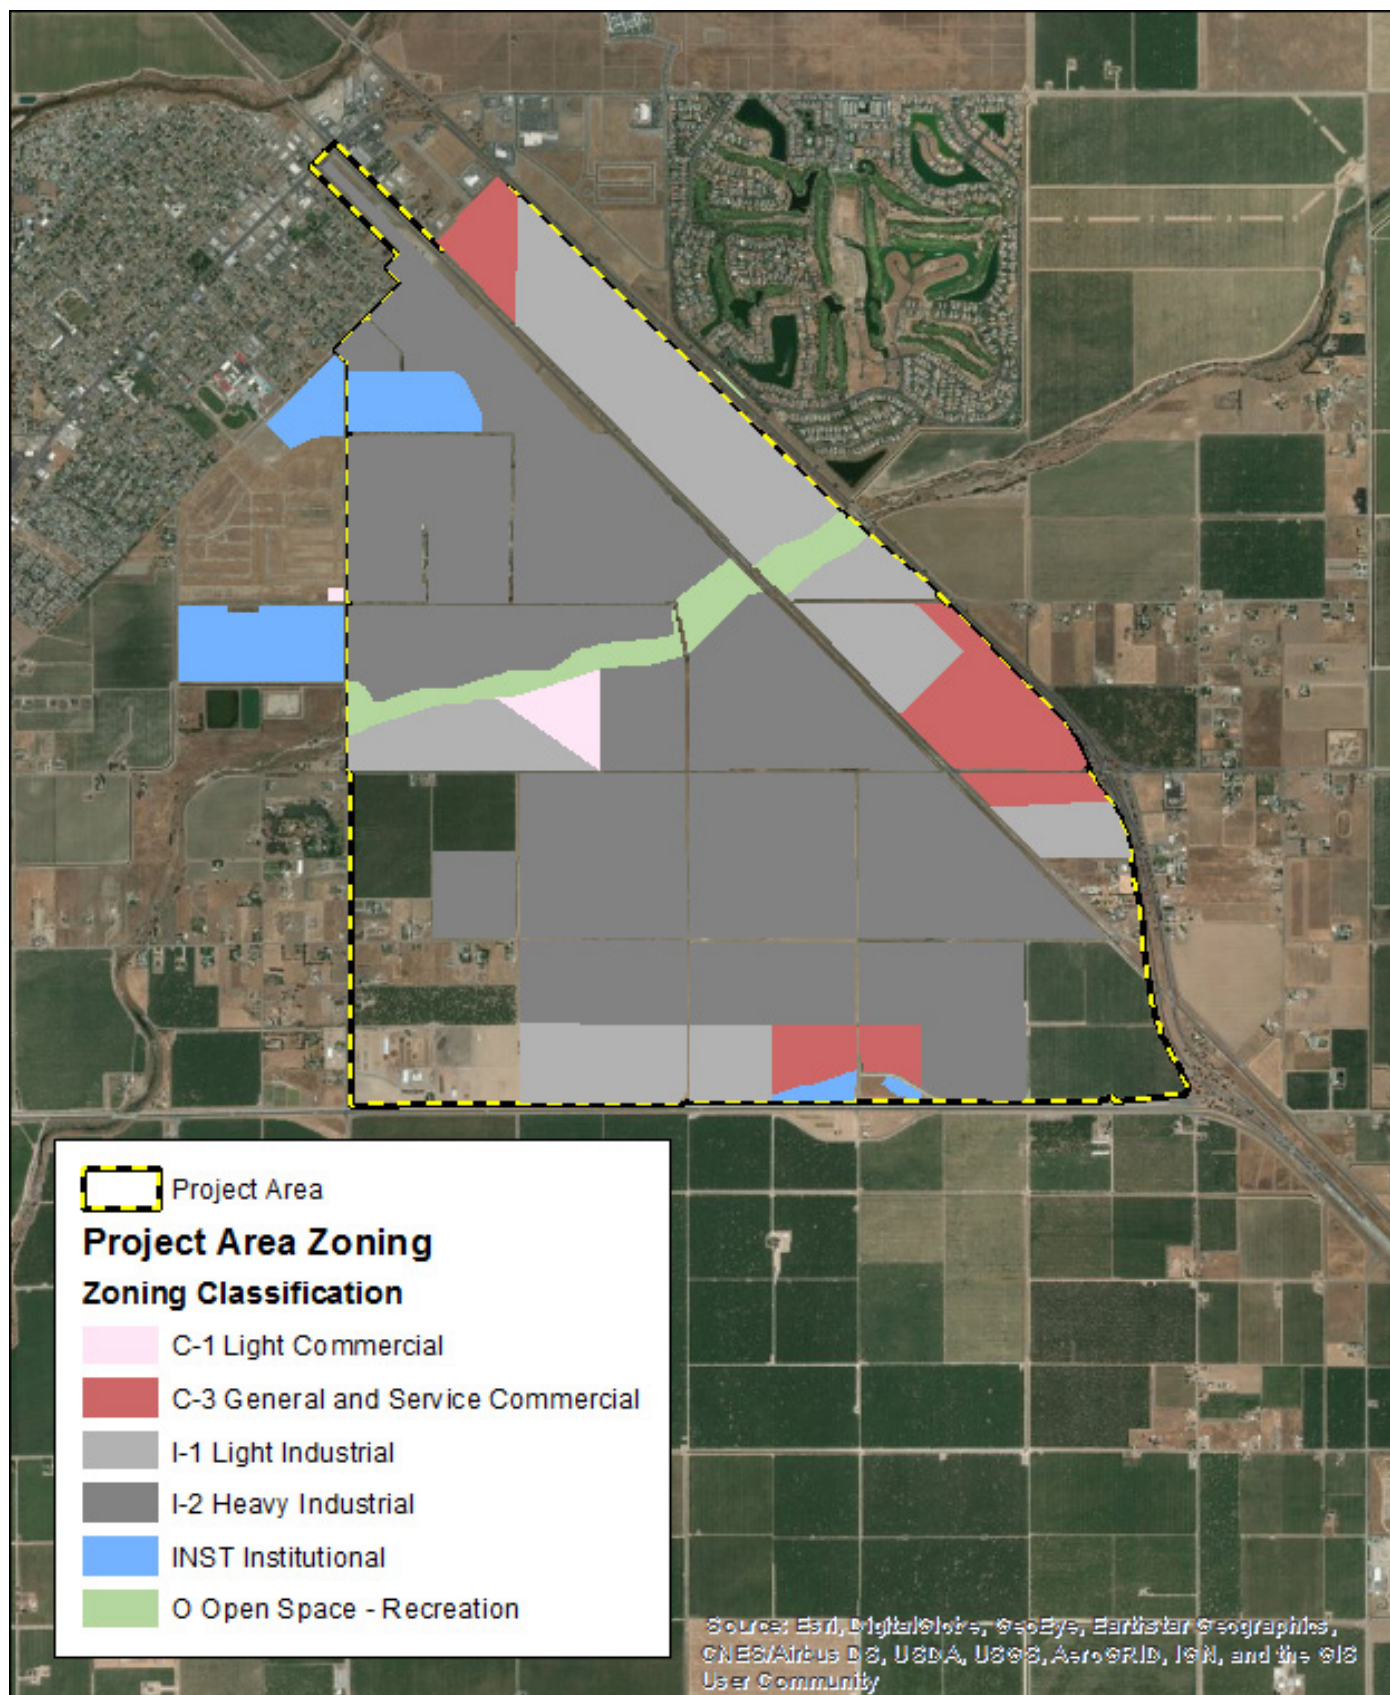 Project Area
Project Area Zoning
Zoning Classification
C-1 Light Commercial
C-3 General and Service Commercial
I-1 Light Industrial
I-2 Heavy Industrial
INST Institutional
O Open Space - Recreation
Source: Esri, DigitalGlobe, GeoEye, Earthstar Geographics,
CNES/Airbus DS, USDA, USGS, AeroGRID, IGN, and the GIS
User Community